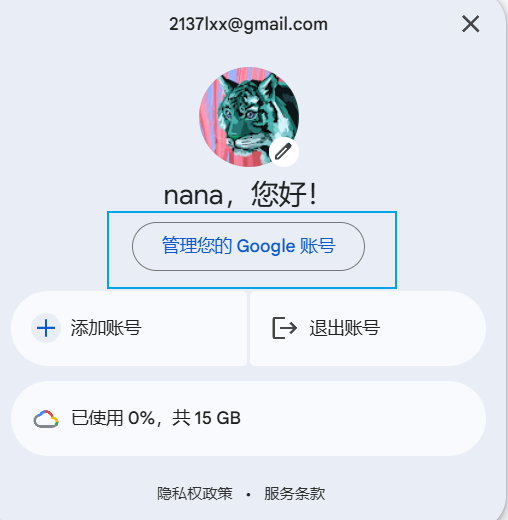 2137lxx@gmail.com
nana，您好！
管理您的 Google 账号
添加账号
退出账号
已使用 0%，共 15 GB
隐私权政策 • 服务条款